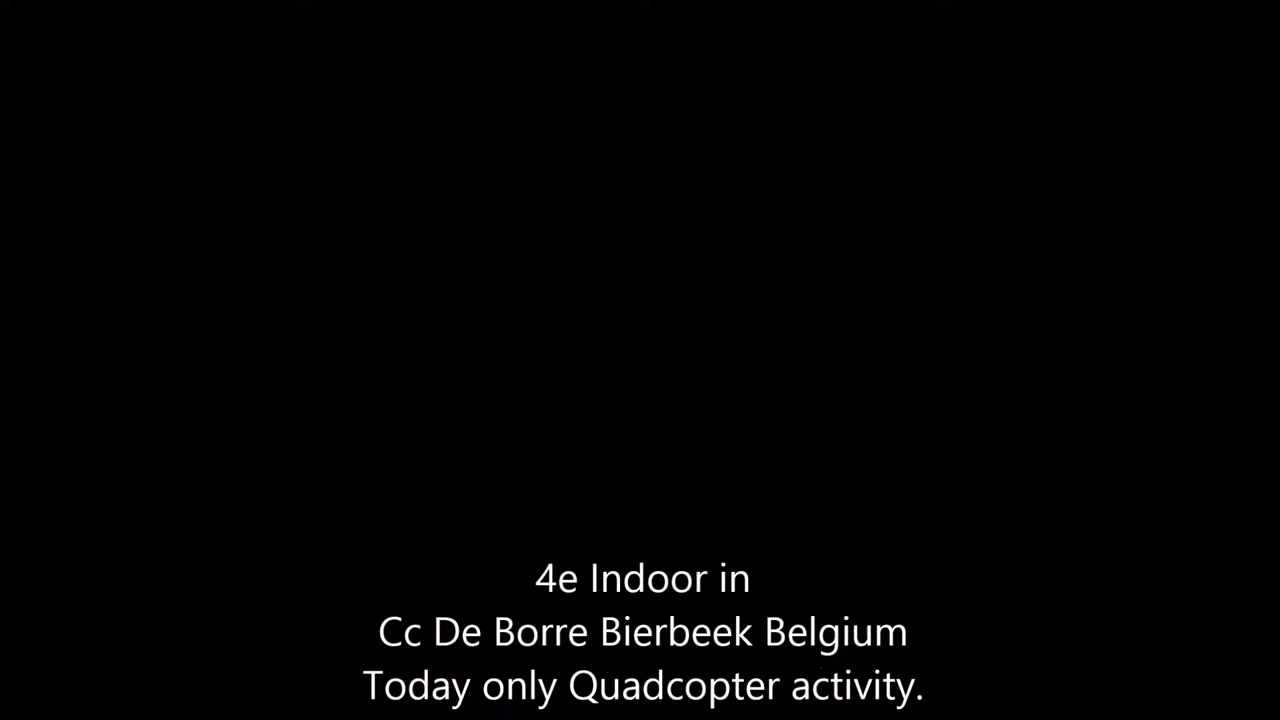 4e Indoor in
Cc De Borre Bierbeek Belgium
Today only Quadcopter activity.